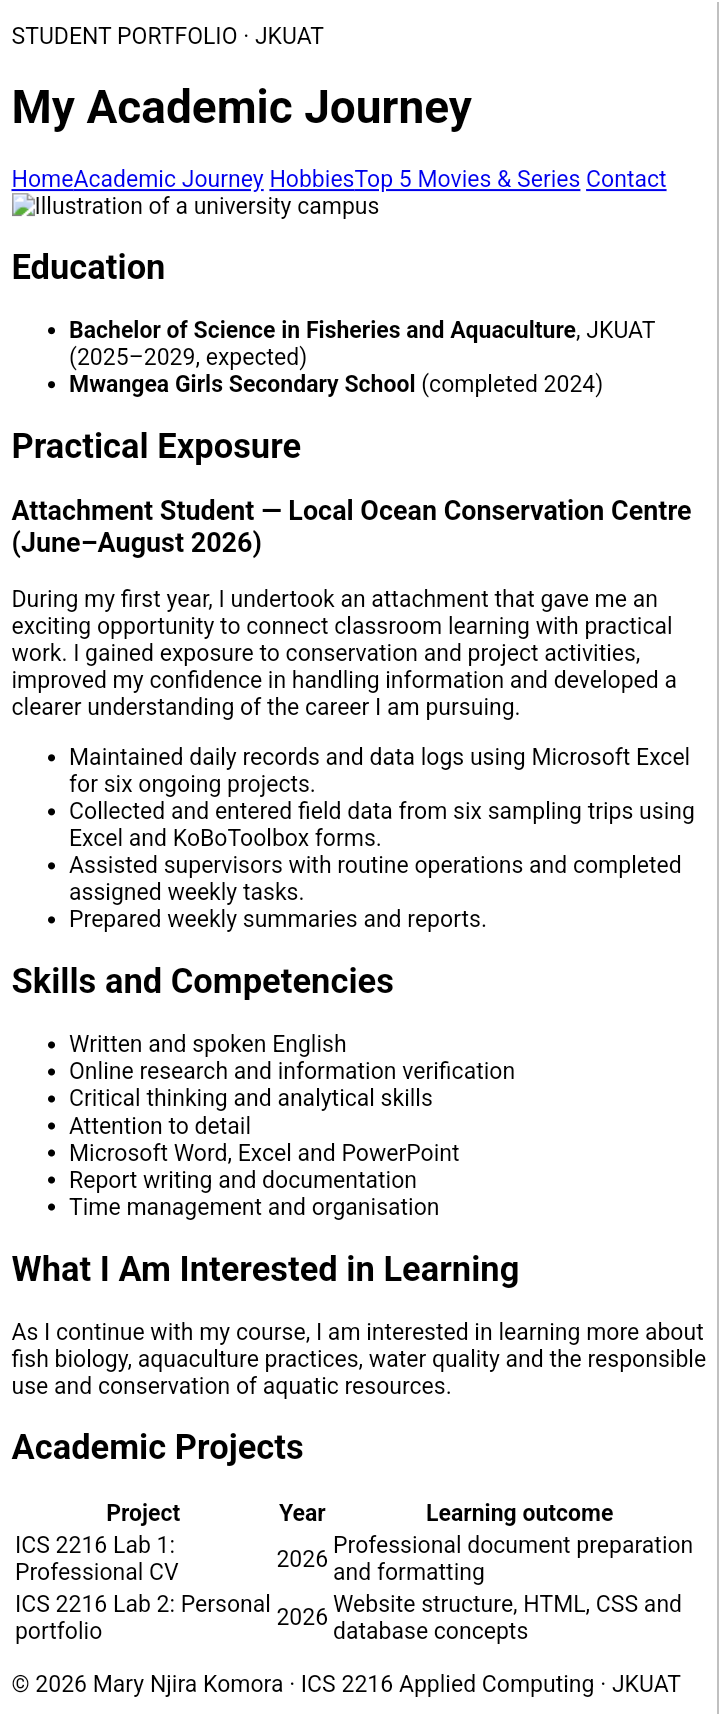 STUDENT PORTFOLIO · JKUAT
My Academic Journey
HomeAcademic Journey HobbiesTop 5 Movies & Series Contact
Illustration of a university campus
Education
• Bachelor of Science in Fisheries and Aquaculture, JKUAT
(2025–2029, expected)
• Mwangea Girls Secondary School (completed 2024)
Practical Exposure
Attachment Student — Local Ocean Conservation Centre
(June–August 2026)
During my first year, I undertook an attachment that gave me an
exciting opportunity to connect classroom learning with practical
work. I gained exposure to conservation and project activities,
improved my confidence in handling information and developed a
clearer understanding of the career I am pursuing.
• Maintained daily records and data logs using Microsoft Excel
for six ongoing projects.
• Collected and entered field data from six sampling trips using
Excel and KoBoToolbox forms.
• Assisted supervisors with routine operations and completed
assigned weekly tasks.
• Prepared weekly summaries and reports.
Skills and Competencies
• Written and spoken English
• Online research and information verification
• Critical thinking and analytical skills
• Attention to detail
• Microsoft Word, Excel and PowerPoint
• Report writing and documentation
• Time management and organisation
What I Am Interested in Learning
As I continue with my course, I am interested in learning more about
fish biology, aquaculture practices, water quality and the responsible
use and conservation of aquatic resources.
Academic Projects
Project Year Learning outcome
ICS 2216 Lab 1:
Professional CV
2026
Professional document preparation
and formatting
ICS 2216 Lab 2: Personal
portfolio
2026
Website structure, HTML, CSS and
database concepts
© 2026 Mary Njira Komora · ICS 2216 Applied Computing · JKUAT